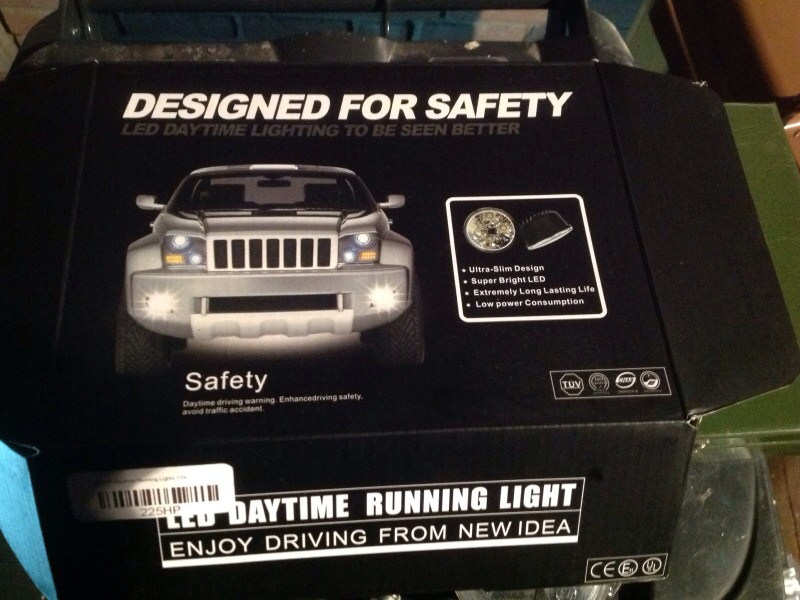 DESIGNED FOR SAFETY
LED DAYTIME LIGHTING TO BE SEEN BETTER
• Ultra-Slim Design
• Super Bright LED
• Extremely Long Lasting Life
• Low power Consumption
Safety
Daytime driving warning. Enhancedriving safety,
avoid traffic accident.
TUV
225HP
LED DAYTIME RUNNING LIGHT
ENJOY DRIVING FROM NEW IDEA
CE
UL